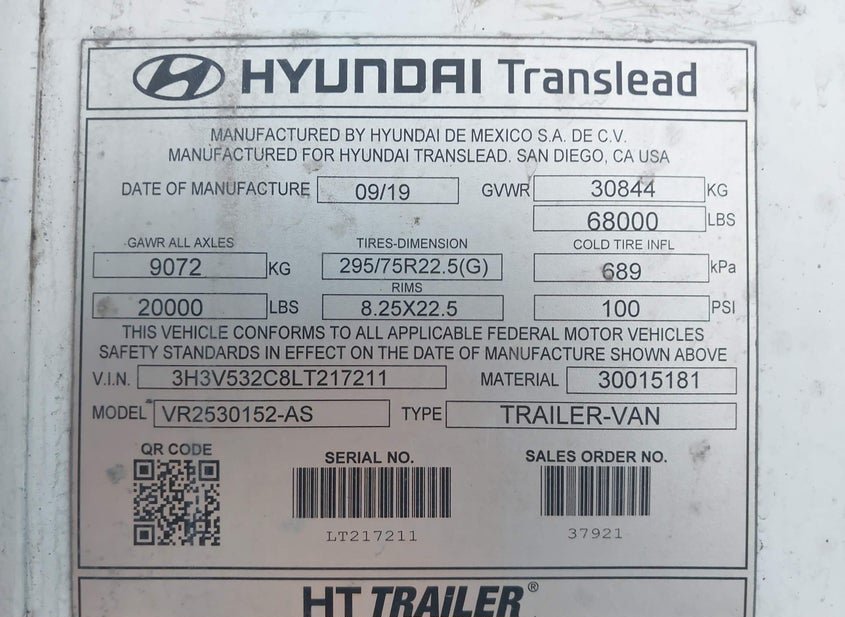 HYUNDAI Translead
MANUFACTURED BY HYUNDAI DE MEXICO S.A. DE C.V.
MANUFACTURED FOR HYUNDAI TRANSLEAD. SAN DIEGO, CA USA
DATE OF MANUFACTURE 09/19 GVWR 30844 KG
68000 LBS
GAWR ALL AXLES TIRES-DIMENSION COLD TIRE INFL
9072 KG 295/75R22.5(G) 689 kPa
RIMS
20000 LBS 8.25X22.5 100 PSI
THIS VEHICLE CONFORMS TO ALL APPLICABLE FEDERAL MOTOR VEHICLES
SAFETY STANDARDS IN EFFECT ON THE DATE OF MANUFACTURE SHOWN ABOVE
V.I.N. 3H3V532C8LT217211 MATERIAL 30015181
MODEL VR2530152-AS TYPE TRAILER-VAN
QR CODE SERIAL NO. SALES ORDER NO.
LT217211 37921
HT TRAILER®